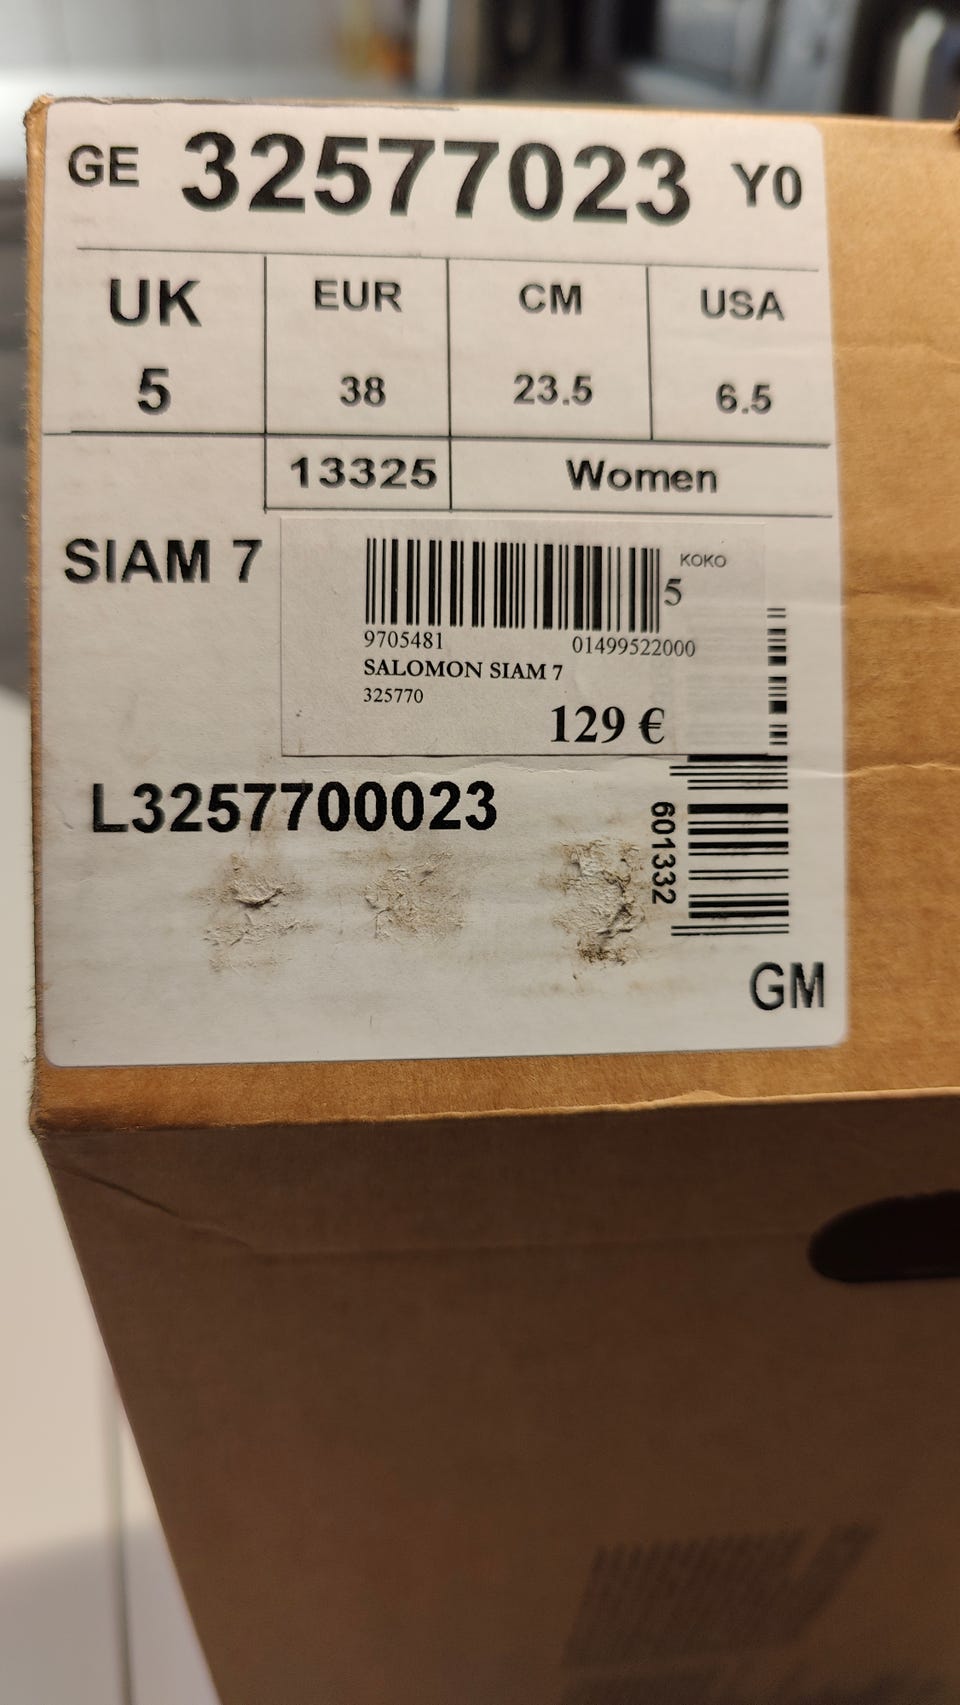 GE 32577023 Y0
UK EUR CM USA
5 38 23.5 6.5
13325 Women
SIAM 7
KOKO
5
9705481 01499522000
SALOMON SIAM 7
325770
129 €
L3257700023
601332
GM